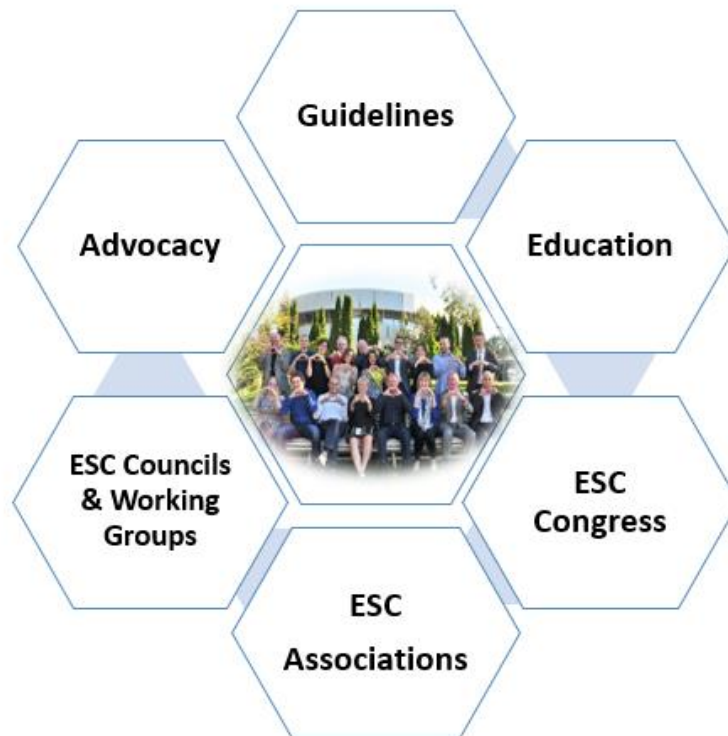 Guidelines
Advocacy
Education
ESC Councils
& Working
Groups
ESC
Congress
ESC
Associations